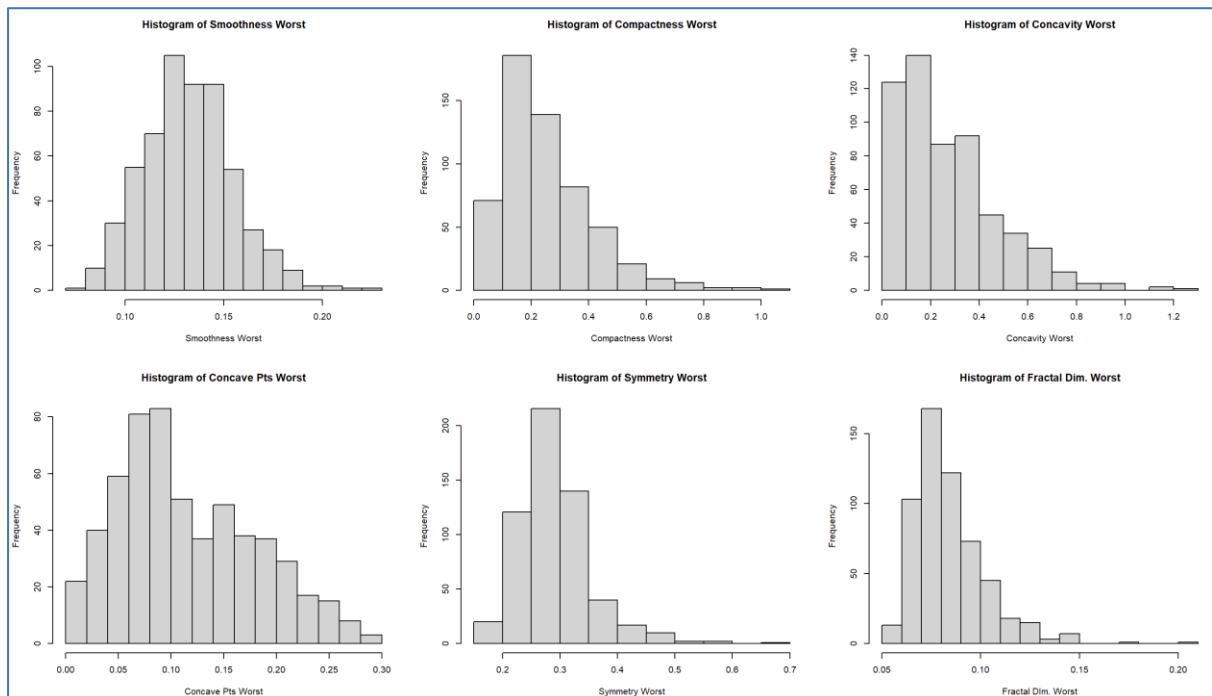 Histogram of Smoothness Worst
Frequency
0 20 40 60 80 100
0.10 0.15 0.20
Smoothness Worst
Histogram of Compactness Worst
Frequency
0 50 100 150
0.0 0.2 0.4 0.6 0.8 1.0
Compactness Worst
Histogram of Concavity Worst
Frequency
0 20 40 60 80 100 120 140
0.0 0.2 0.4 0.6 0.8 1.0 1.2
Concavity Worst
Histogram of Concave Pts Worst
Frequency
0 20 40 60 80
0.00 0.05 0.10 0.15 0.20 0.25 0.30
Concave Pts Worst
Histogram of Symmetry Worst
Frequency
0 50 100 150 200
0.2 0.3 0.4 0.5 0.6 0.7
Symmetry Worst
Histogram of Fractal Dim. Worst
Frequency
0 50 100 150
0.05 0.10 0.15 0.20
Fractal DIm. Worst